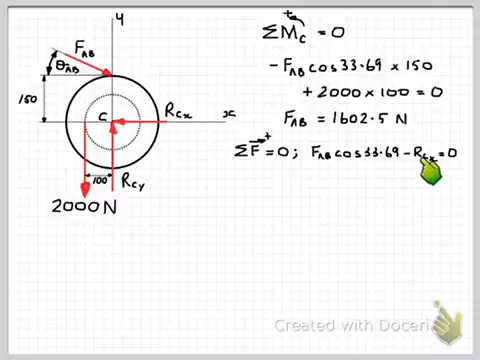 y
F_AB
θ_AB
150
C
R_Cx
x
R_Cy
100
2000 N
ΣM_C = 0
+
- F_AB cos 33.69 × 150
+ 2000 × 100 = 0
F_AB = 1602.5 N
ΣF = 0; F_AB cos 33.69 - R_Cx = 0
+
Created with Doceri